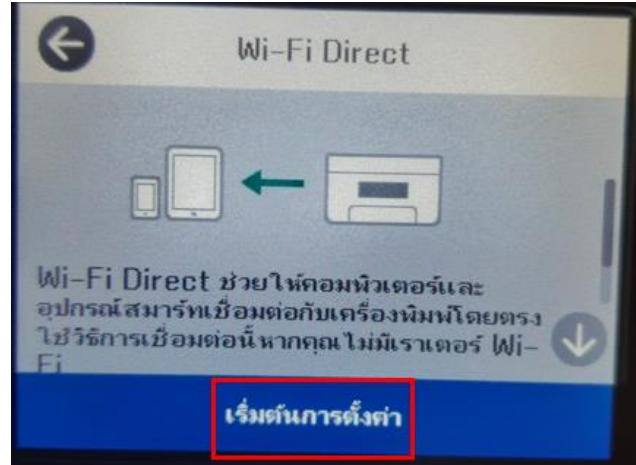 Wi-Fi Direct
Wi-Fi Direct ช่วยให้คอมพิวเตอร์และ
อุปกรณ์สมาร์ทเชื่อมต่อกับเครื่องพิมพ์โดยตรง
ใช้วิธีการเชื่อมต่อนี้หากคุณไม่มีเราเตอร์ Wi-
Fi
เริ่มต้นการตั้งค่า